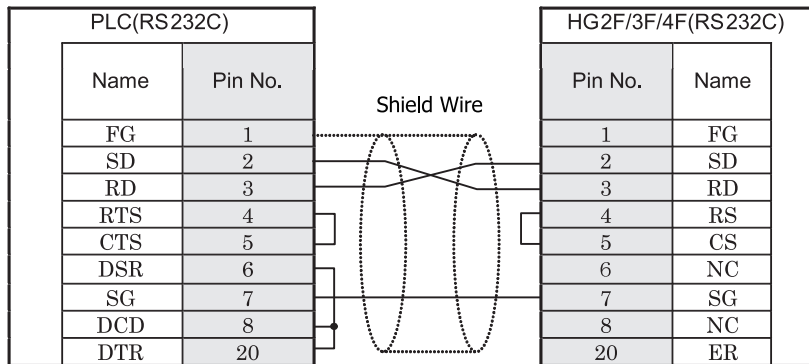 PLC(RS232C) HG2F/3F/4F(RS232C)
Name Pin No. Pin No. Name
Shield Wire
FG 1 1 FG
SD 2 2 SD
RD 3 3 RD
RTS 4 4 RS
CTS 5 5 CS
DSR 6 6 NC
SG 7 7 SG
DCD 8 8 NC
DTR 20 20 ER